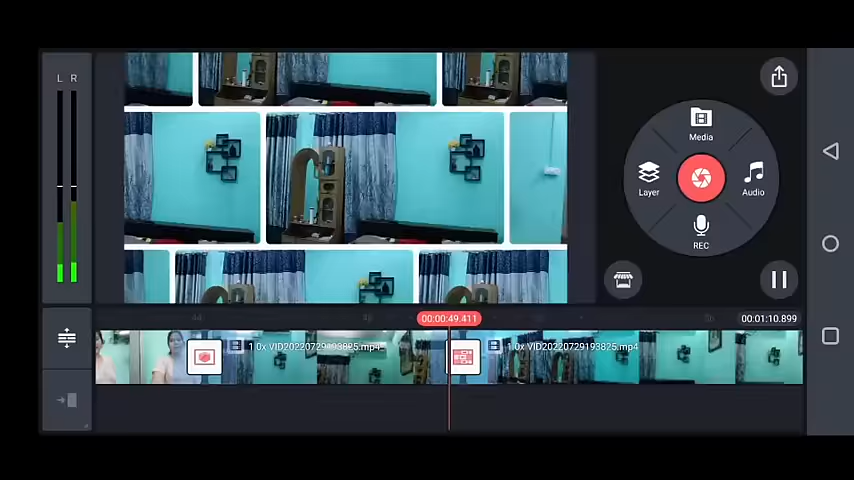 L R
Media
Layer
Audio
REC
00:00:49.411
00:01:10.899
1.0x VID20220729193825.mp4
1.0x VID20220729193825.mp4